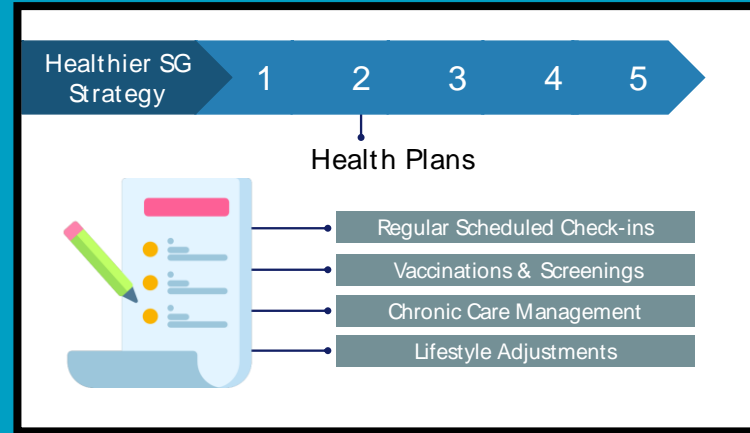 Healthier SG
Strategy
1 2 3 4 5
Health Plans
Regular Scheduled Check-ins
Vaccinations & Screenings
Chronic Care Management
Lifestyle Adjustments